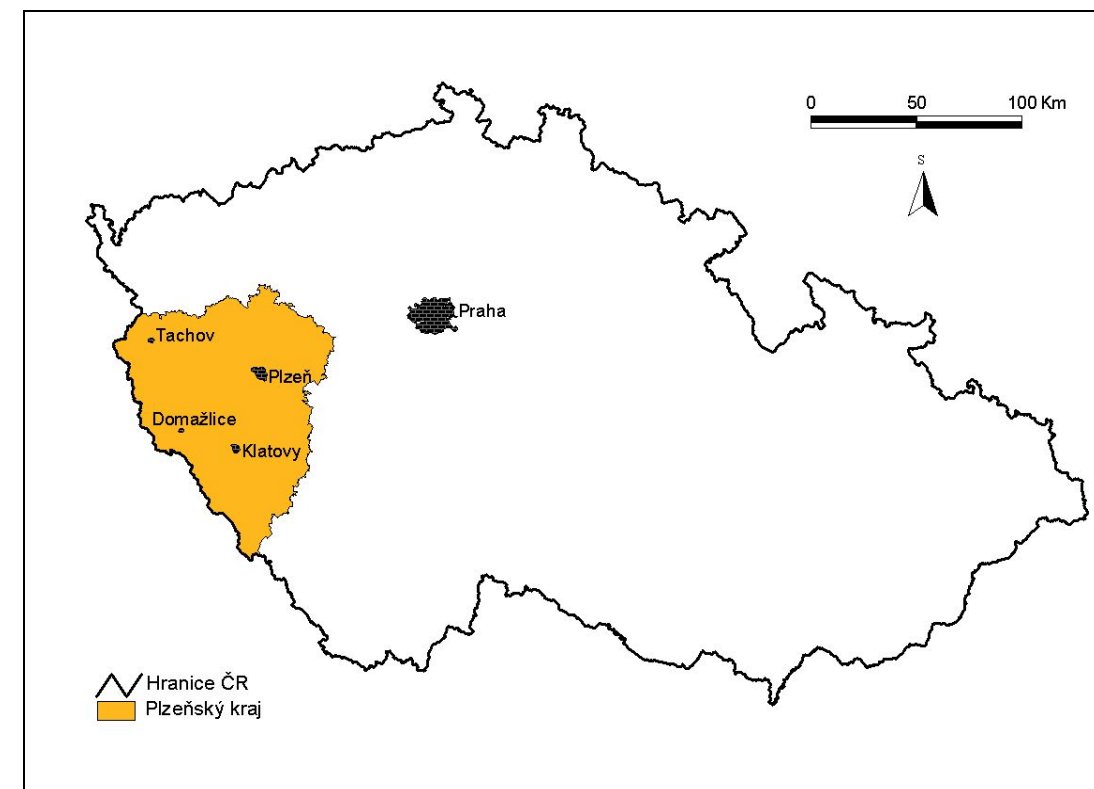 0 50 100 Km
S
Praha
Tachov
Plzeň
Domažlice
Klatovy
Hranice ČR
Plzeňský kraj